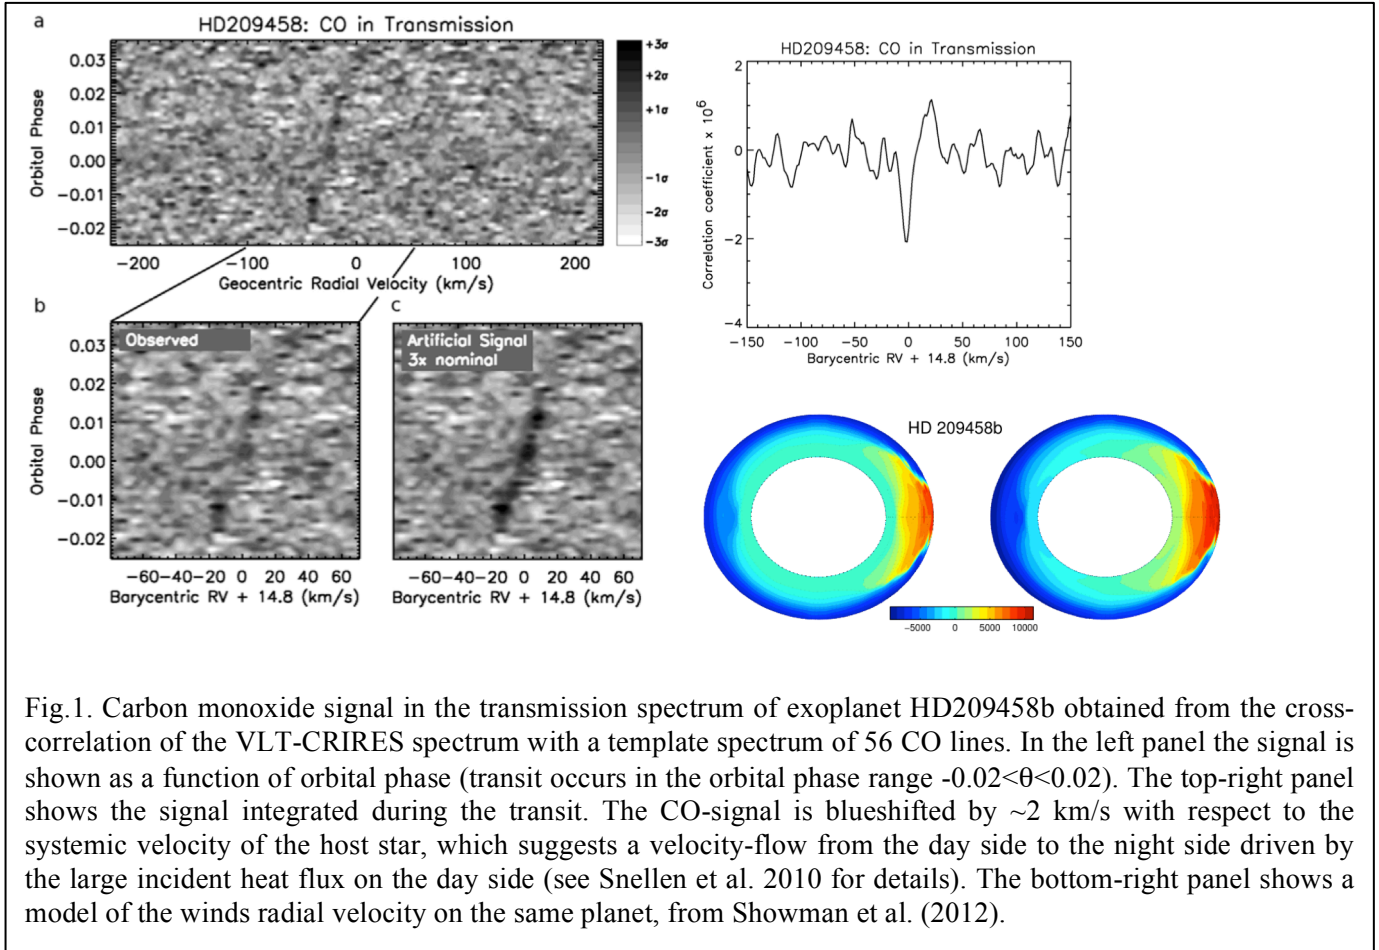 a
HD209458: CO in Transmission
Orbital Phase
0.03
0.02
0.01
0.00
−0.01
−0.02
−200 −100 0 100 200
Geocentric Radial Velocity (km/s)
+3σ
+2σ
+1σ
−1σ
−2σ
−3σ
b
Observed
Orbital Phase
0.03
0.02
0.01
0.00
−0.01
−0.02
−60−40−20 0 20 40 60
Barycentric RV + 14.8 (km/s)
c
Artificial Signal
3x nominal
−60−40−20 0 20 40 60
Barycentric RV + 14.8 (km/s)
HD209458: CO in Transmission
Correlation coefficient x 10⁶
2
0
−2
−4
−150 −100 −50 0 50 100 150
Barycentric RV + 14.8 (km/s)
HD 209458b
−5000 0 5000 10000
Fig.1. Carbon monoxide signal in the transmission spectrum of exoplanet HD209458b obtained from the cross-
correlation of the VLT-CRIRES spectrum with a template spectrum of 56 CO lines. In the left panel the signal is
shown as a function of orbital phase (transit occurs in the orbital phase range -0.02<θ<0.02). The top-right panel
shows the signal integrated during the transit. The CO-signal is blueshifted by ~2 km/s with respect to the
systemic velocity of the host star, which suggests a velocity-flow from the day side to the night side driven by
the large incident heat flux on the day side (see Snellen et al. 2010 for details). The bottom-right panel shows a
model of the winds radial velocity on the same planet, from Showman et al. (2012).